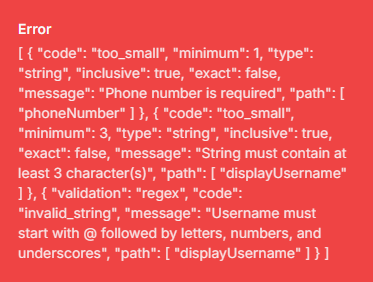 Error
[ { "code": "too_small", "minimum": 1, "type":
"string", "inclusive": true, "exact": false,
"message": "Phone number is required", "path": [
"phoneNumber" ] }, { "code": "too_small",
"minimum": 3, "type": "string", "inclusive": true,
"exact": false, "message": "String must contain at
least 3 character(s)", "path": [ "displayUsername"
] }, { "validation": "regex", "code":
"invalid_string", "message": "Username must
start with @ followed by letters, numbers, and
underscores", "path": [ "displayUsername" ] } ]